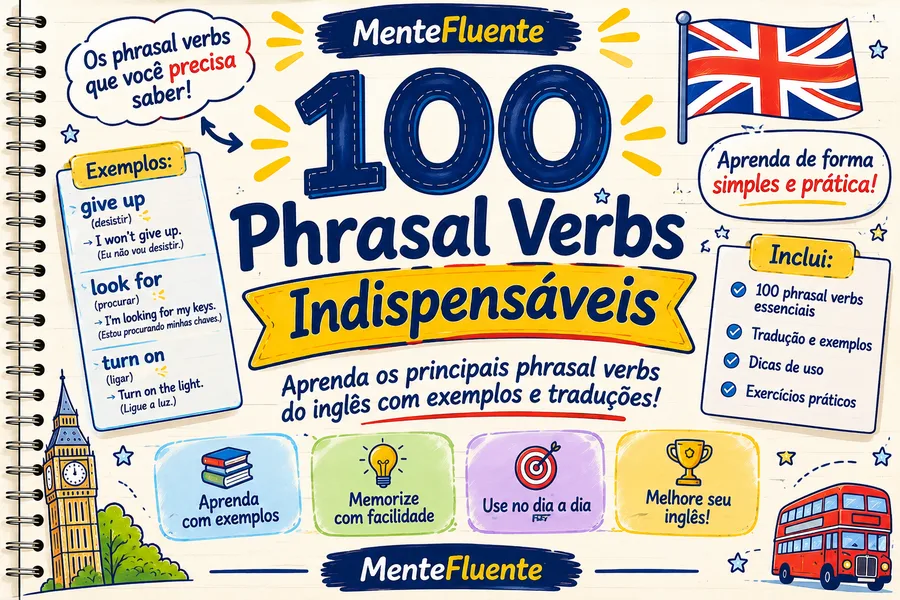 MenteFluente
Os phrasal verbs
que você precisa
saber!
100
Phrasal Verbs
Indispensáveis
Aprenda os principais phrasal verbs
do inglês com exemplos e traduções!
Exemplos:
give up
(desistir)
→ I won't give up.
(Eu não vou desistir.)
look for
(procurar)
→ I'm looking for my keys.
(Estou procurando minhas chaves.)
turn on
(ligar)
→ Turn on the light.
(Ligue a luz.)
Aprenda de forma
simples e prática!
Inclui:
100 phrasal verbs
essenciais
Tradução e exemplos
Dicas de uso
Exercícios práticos
Aprenda
com exemplos
Memorize
com facilidade
Use no dia a dia
Melhore seu
inglês!
MenteFluente